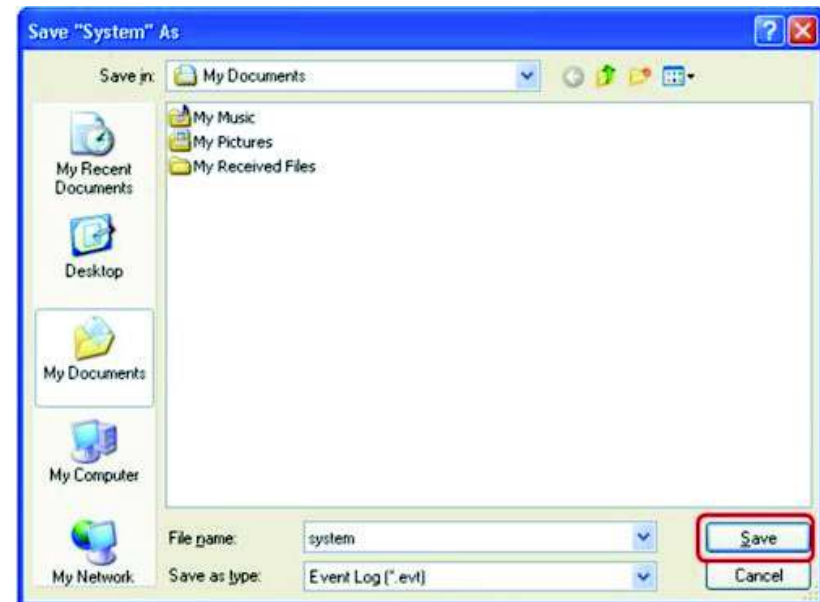 Save "System" As
Save in: My Documents
My Music
My Pictures
My Received Files
My Recent
Documents
Desktop
My Documents
My Computer
My Network
File name: system
Save
Save as type: Event Log (*.evt)
Cancel